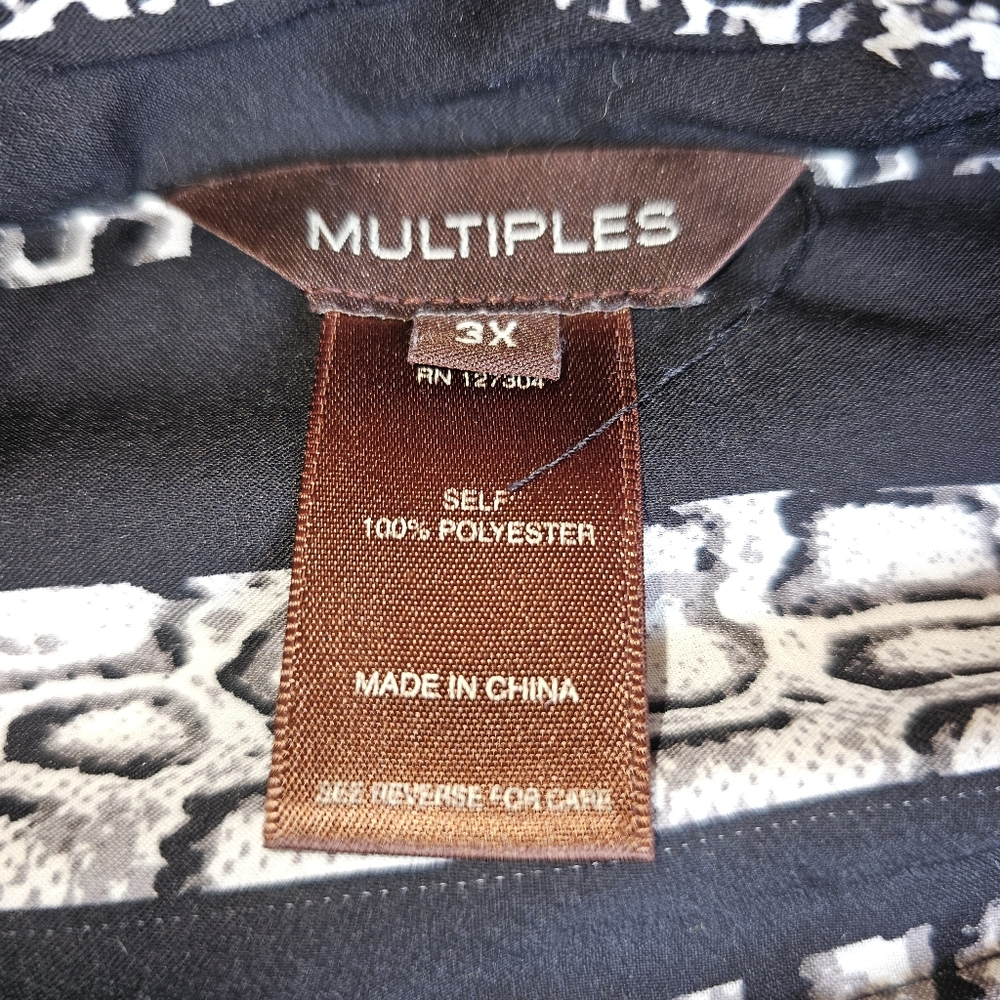 MULTIPLES
3X
RN 127304
SELF
100% POLYESTER
MADE IN CHINA
SEE REVERSE FOR CARE